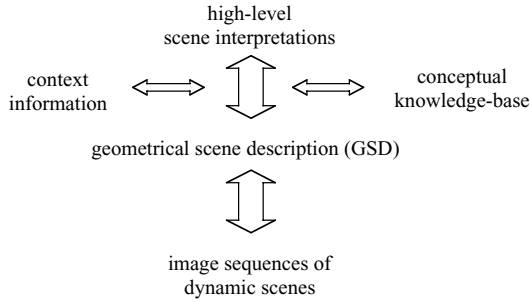 high-level
scene interpretations
context
information
conceptual
knowledge-base
geometrical scene description (GSD)
image sequences of
dynamic scenes